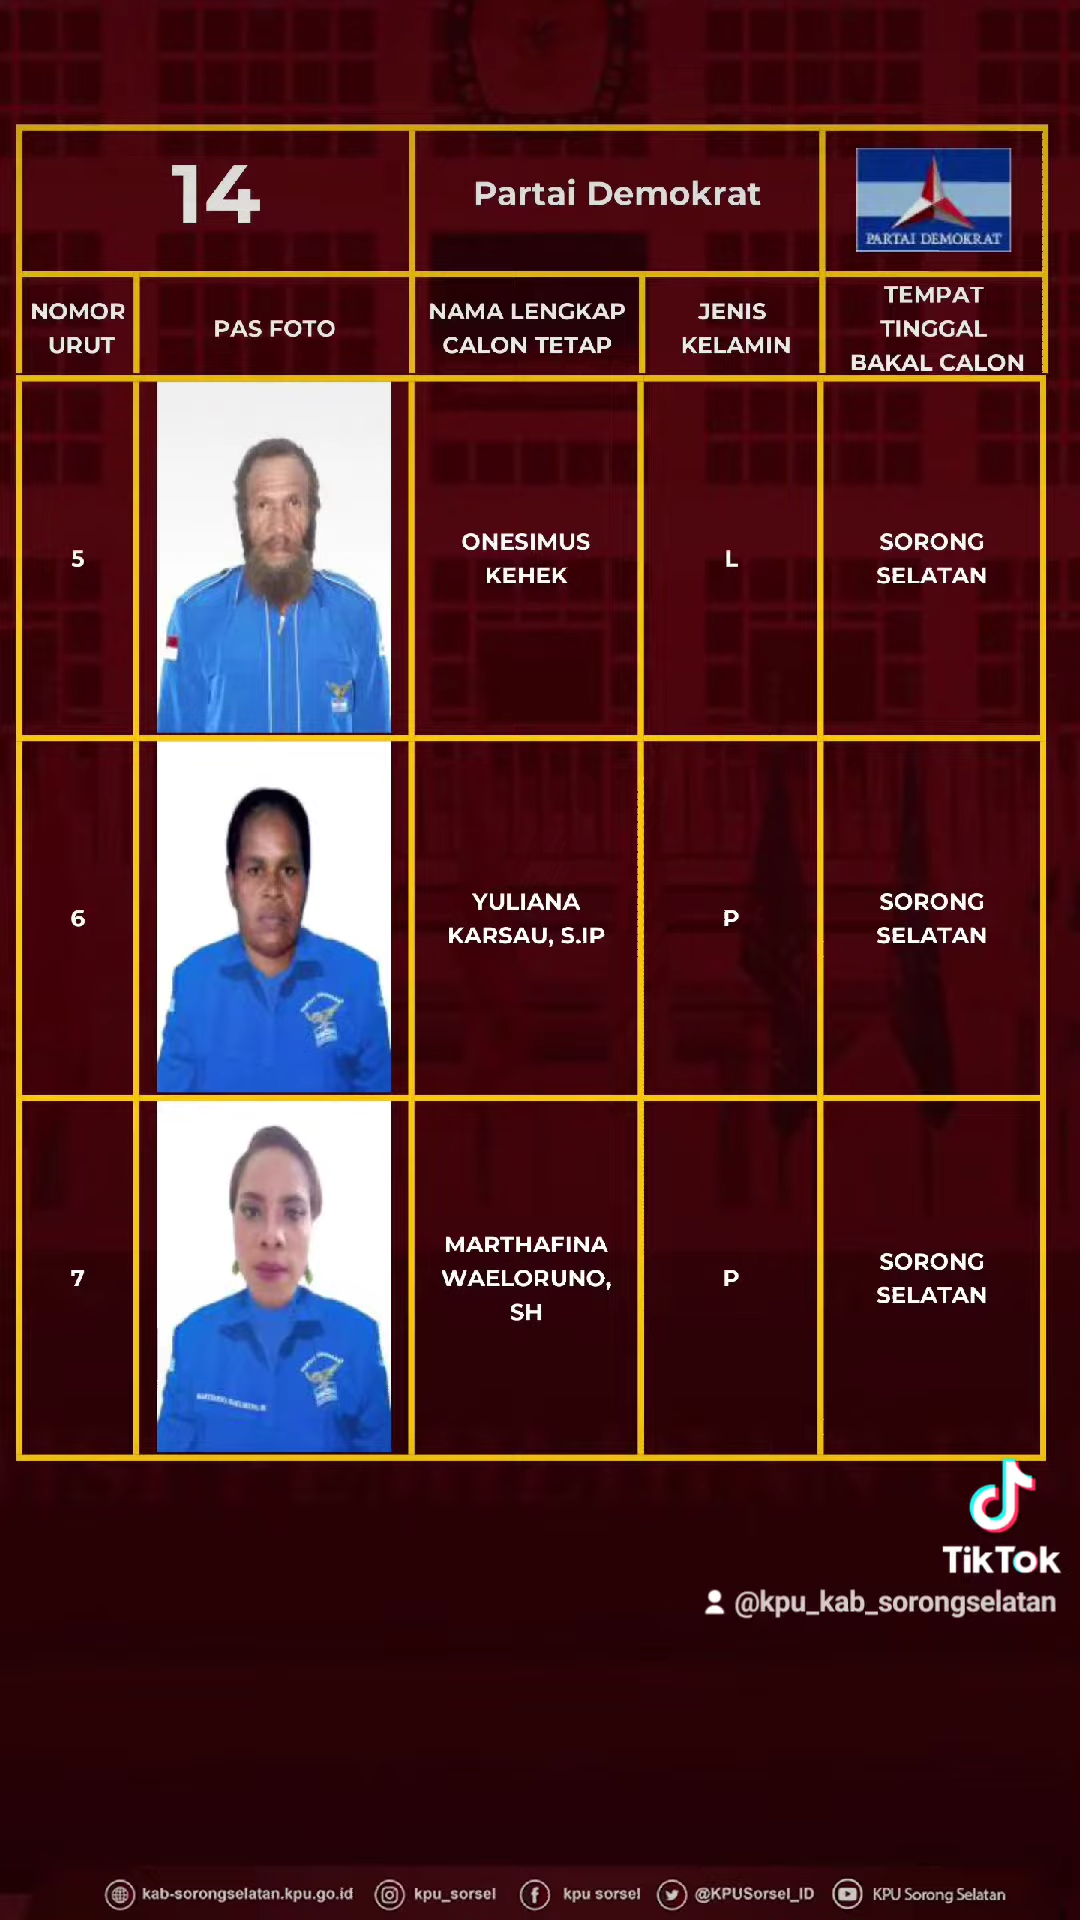 14
Partai Demokrat
PARTAI DEMOKRAT
NOMOR
URUT
PAS FOTO
NAMA LENGKAP
CALON TETAP
JENIS
KELAMIN
TEMPAT
TINGGAL
BAKAL CALON
5
ONESIMUS
KEHEK
L
SORONG
SELATAN
6
YULIANA
KARSAU, S.IP
P
SORONG
SELATAN
7
MARTHAFINA
WAELORUNO,
SH
P
SORONG
SELATAN
TikTok
@kpu_kab_sorongselatan
kab-sorongselatan.kpu.go.id
kpu_sorsel
kpu sorsel
@KPUSorsel_ID
KPU Sorong Selatan